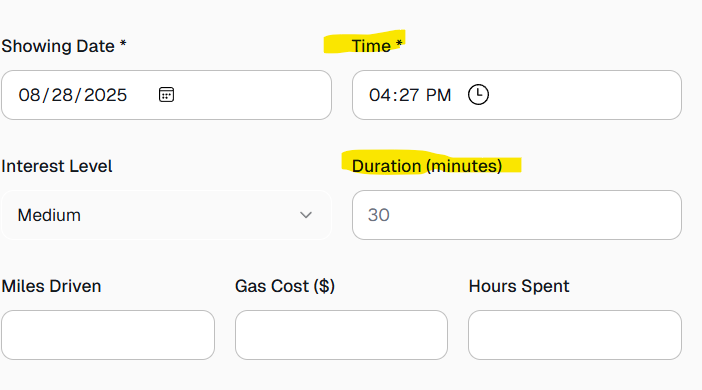 Showing Date * Time *
08/28/2025 04:27 PM
Interest Level Duration (minutes)
Medium 30
Miles Driven Gas Cost ($) Hours Spent